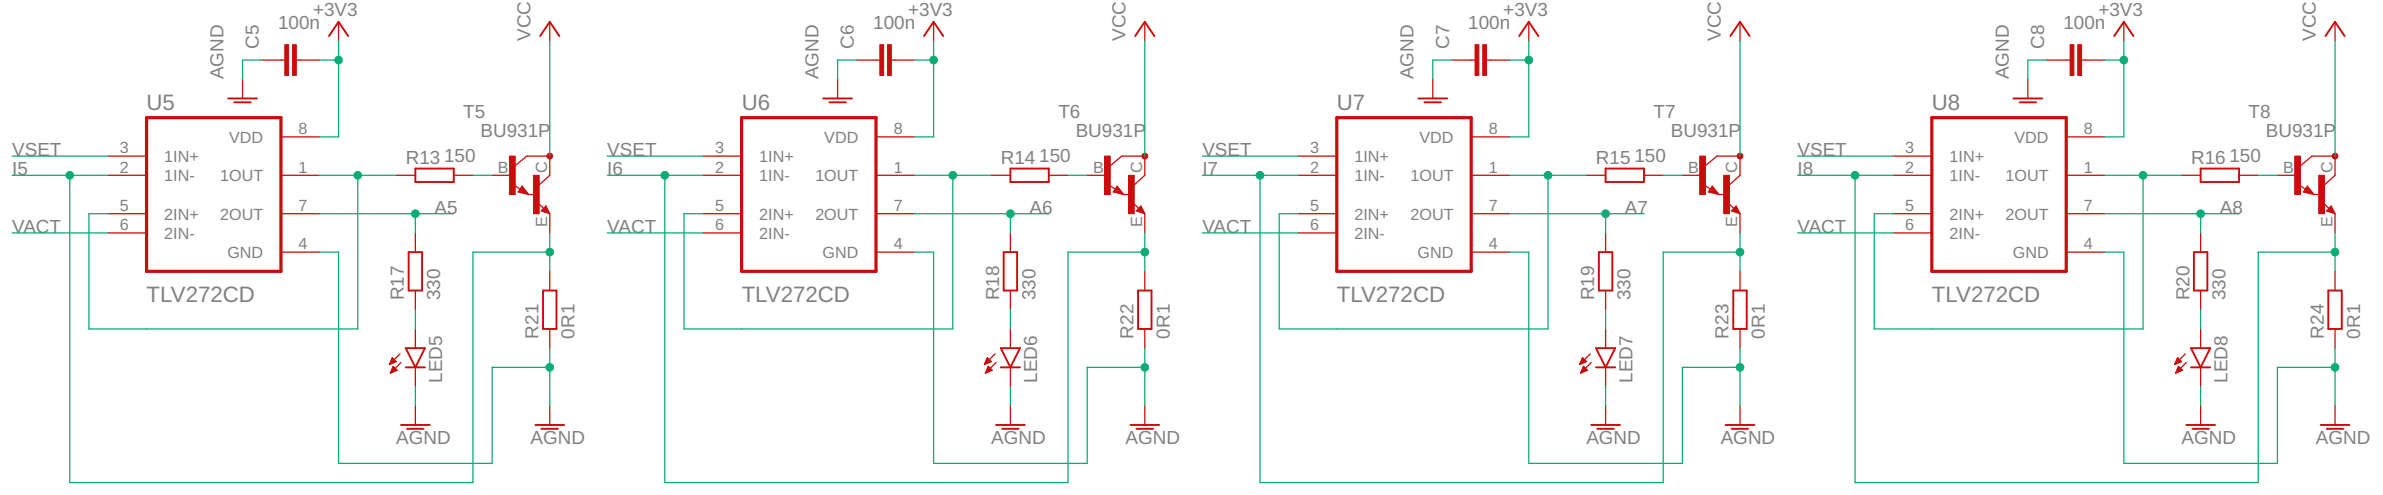 +3V3
100n
C5
AGND
VCC
U5
T5
BU931P
VDD 8
VSET 3 1IN+
I5 2 1IN-
1OUT 1
R13 150
B C E
5 2IN+
2OUT 7
A5
VACT 6 2IN-
GND 4
TLV272CD
R17 330
R21 0R1
LED5
AGND
AGND
+3V3
100n
C6
AGND
VCC
U6
T6
BU931P
VDD 8
VSET 3 1IN+
I6 2 1IN-
1OUT 1
R14 150
B C E
5 2IN+
2OUT 7
A6
VACT 6 2IN-
GND 4
TLV272CD
R18 330
R22 0R1
LED6
AGND
AGND
+3V3
100n
C7
AGND
VCC
U7
T7
BU931P
VDD 8
VSET 3 1IN+
I7 2 1IN-
1OUT 1
R15 150
B C E
5 2IN+
2OUT 7
A7
VACT 6 2IN-
GND 4
TLV272CD
R19 330
R23 0R1
LED7
AGND
AGND
+3V3
100n
C8
AGND
VCC
U8
T8
BU931P
VDD 8
VSET 3 1IN+
I8 2 1IN-
1OUT 1
R16 150
B C E
5 2IN+
2OUT 7
A8
VACT 6 2IN-
GND 4
TLV272CD
R20 330
R24 0R1
LED8
AGND
AGND